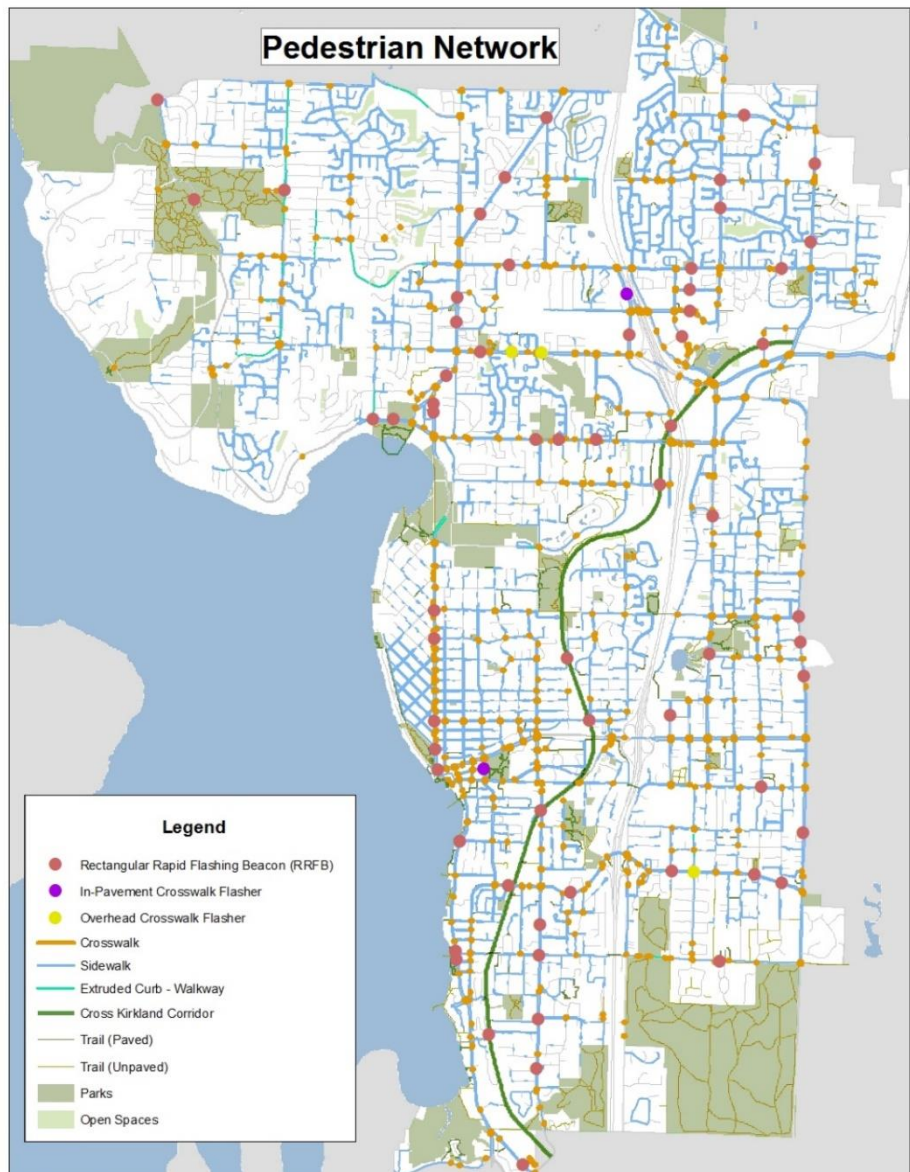 Pedestrian Network
Legend
Rectangular Rapid Flashing Beacon (RRFB)
In-Pavement Crosswalk Flasher
Overhead Crosswalk Flasher
Crosswalk
Sidewalk
Extruded Curb - Walkway
Cross Kirkland Corridor
Trail (Paved)
Trail (Unpaved)
Parks
Open Spaces